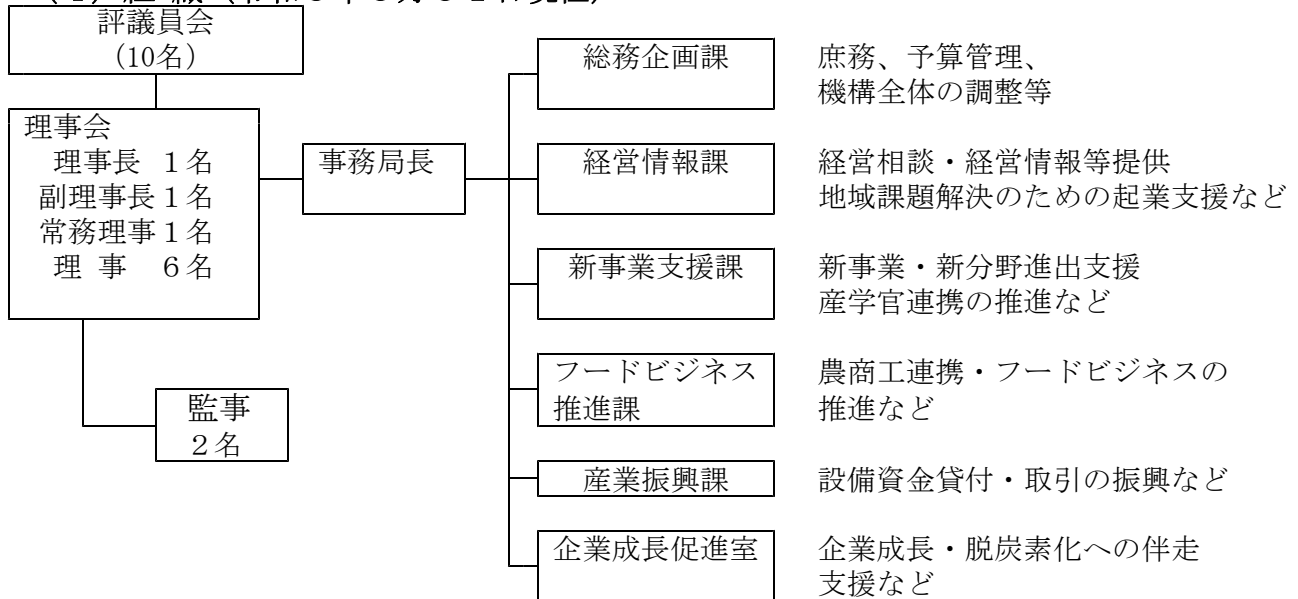 評議員会
(10名)
理事会
理事長 1名
副理事長1名
常務理事1名
理 事 6名
監事
2名
事務局長
総務企画課
庶務、予算管理、
機構全体の調整等
経営情報課
経営相談・経営情報等提供
地域課題解決のための起業支援など
新事業支援課
新事業・新分野進出支援
産学官連携の推進など
フードビジネス
推進課
農商工連携・フードビジネスの
推進など
産業振興課
設備資金貸付・取引の振興など
企業成長促進室
企業成長・脱炭素化への伴走
支援など